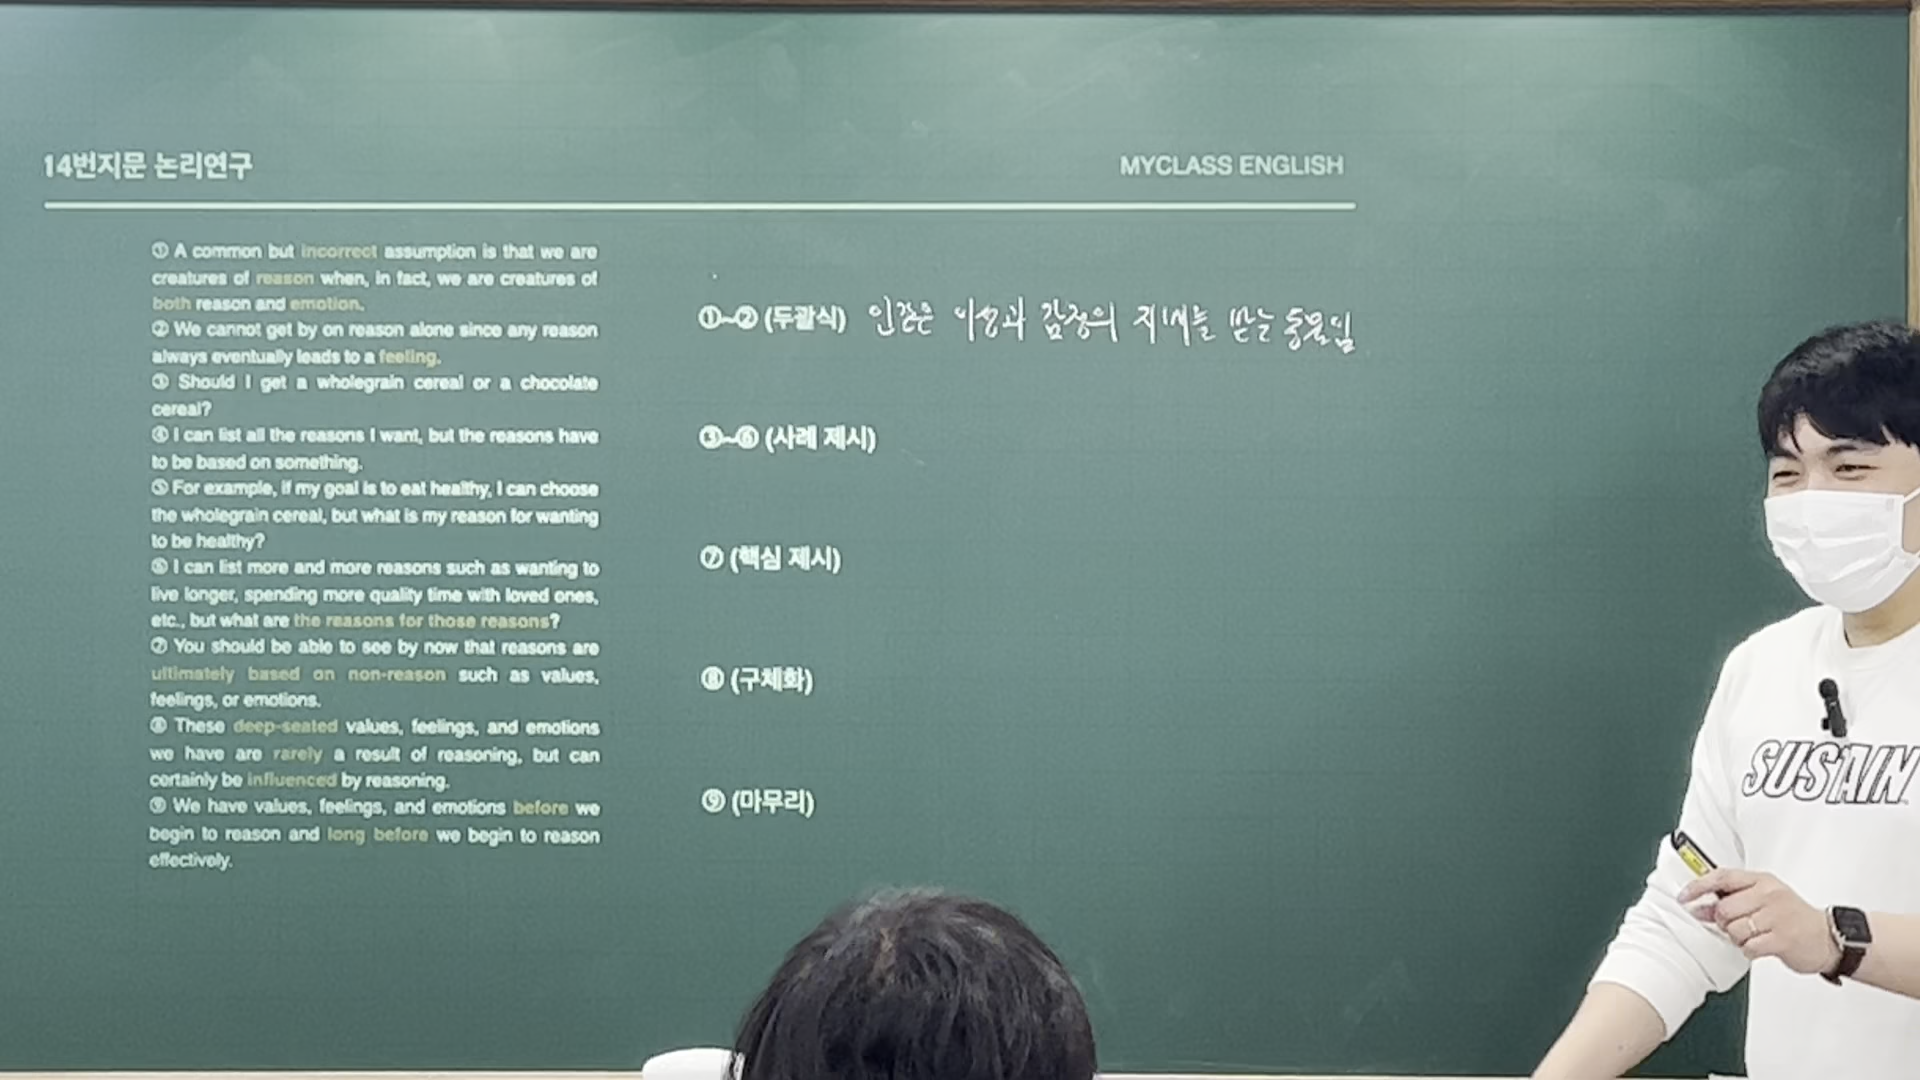 14번지문 논리연구
MYCLASS ENGLISH
① A common but incorrect assumption is that we are
creatures of reason when, in fact, we are creatures of
both reason and emotion.
② We cannot get by on reason alone since any reason
always eventually leads to a feeling.
③ Should I get a wholegrain cereal or a chocolate
cereal?
④ I can list all the reasons I want, but the reasons have
to be based on something.
⑤ For example, if my goal is to eat healthy, I can choose
the wholegrain cereal, but what is my reason for wanting
to be healthy?
⑥ I can list more and more reasons such as wanting to
live longer, spending more quality time with loved ones,
etc., but what are the reasons for those reasons?
⑦ You should be able to see by now that reasons are
ultimately based on non-reason such as values,
feelings, or emotions.
⑧ These deep-seated values, feelings, and emotions
we have are rarely a result of reasoning, but can
certainly be influenced by reasoning.
⑨ We have values, feelings, and emotions before we
begin to reason and long before we begin to reason
effectively.
①~② (두괄식) 인간은 이성과 감정의 지배를 받는 동물임
③~⑥ (사례 제시)
⑦ (핵심 제시)
⑧ (구체화)
⑨ (마무리)
SUSTAIN